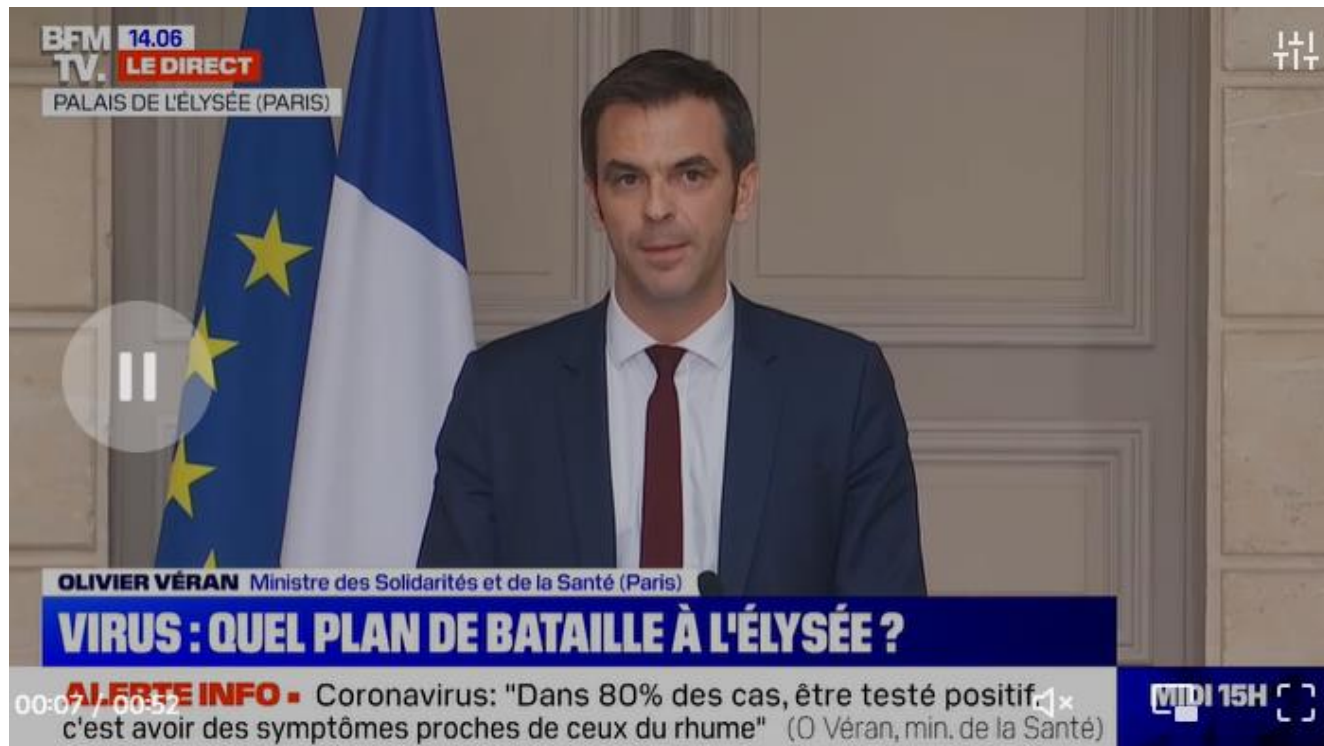 BFM
TV.
14.06
LE DIRECT
PALAIS DE L'ÉLYSÉE (PARIS)
OLIVIER VÉRAN Ministre des Solidarités et de la Santé (Paris)
VIRUS : QUEL PLAN DE BATAILLE À L'ÉLYSÉE ?
ALERTE INFO - Coronavirus: "Dans 80% des cas, être testé positif,
c'est avoir des symptômes proches de ceux du rhume" (O Véran, min. de la Santé)
00:07 / 00:52
MIDI 15H